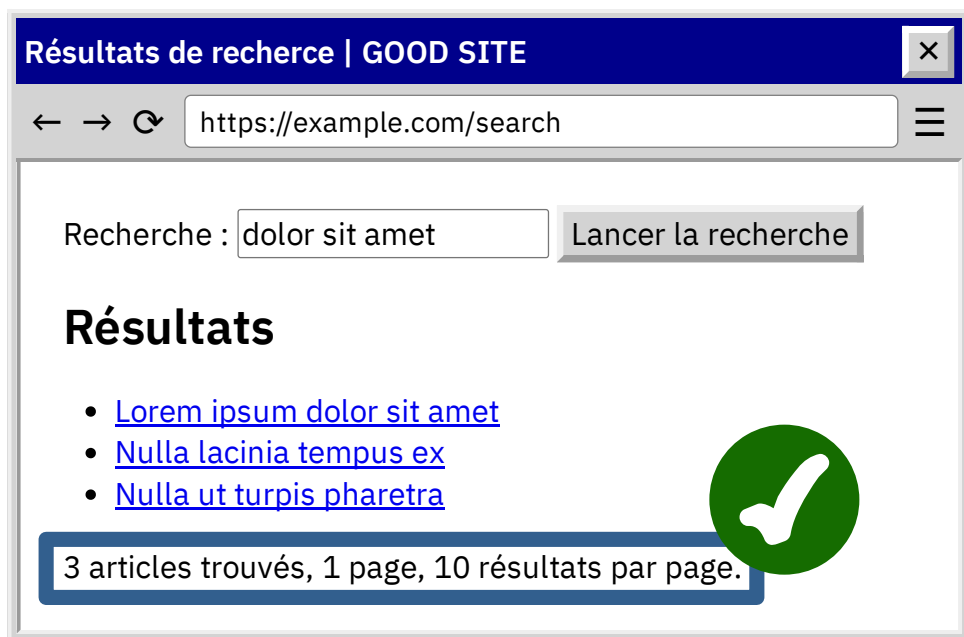 Résultats de recherce | GOOD SITE
https://example.com/search
Recherche : dolor sit amet Lancer la recherche
Résultats
Lorem ipsum dolor sit amet
Nulla lacinia tempus ex
Nulla ut turpis pharetra
3 articles trouvés, 1 page, 10 résultats par page.